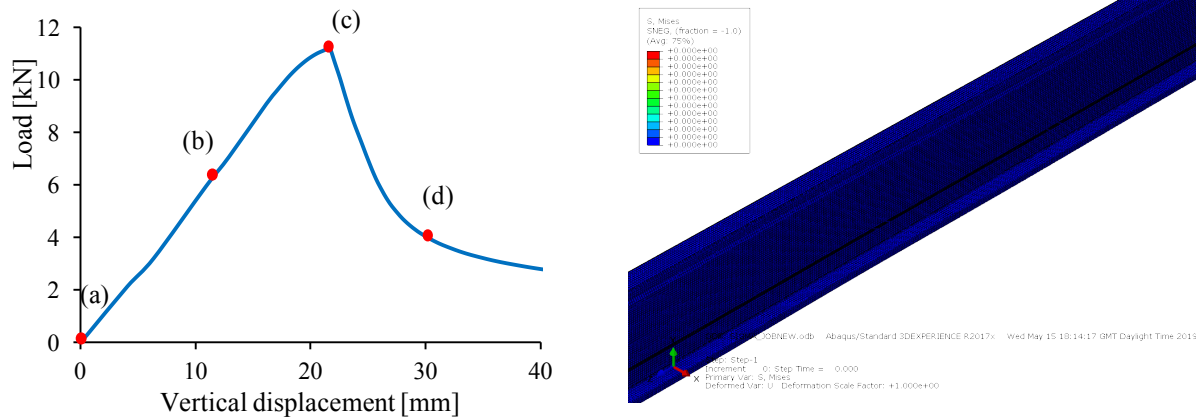 12
(c)
10
8
(b)
6
(d)
4
2
(a)
0
0
10
20
30
40
Load [kN]
Vertical displacement [mm]
S, Mises
SNEG, (fraction = -1.0)
(Avg: 75%)
+0.000e+00
+0.000e+00
+0.000e+00
+0.000e+00
+0.000e+00
+0.000e+00
+0.000e+00
+0.000e+00
+0.000e+00
+0.000e+00
+0.000e+00
+0.000e+00
+0.000e+00
JOBNEW.odb Abaqus/Standard 3DEXPERIENCE R2017x Wed May 15 18:14:17 GMT Daylight Time 2019
Step-1
Increment 0: Step Time = 0.000
X Primary Var: S, Mises
Deformed Var: U Deformation Scale Factor: +1.000e+00